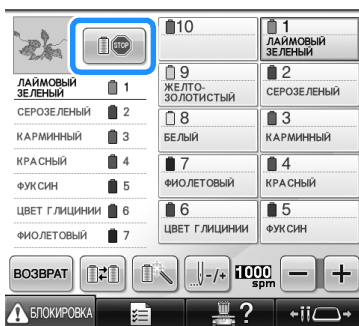 STOP
10
1
ЛАЙМОВЫЙ
ЗЕЛЕНЫЙ
ЛАЙМОВЫЙ
ЗЕЛЕНЫЙ
1
9
ЖЕЛТО-
ЗОЛОТИСТЫЙ
2
СЕРОЗЕЛЕНЫЙ
СЕРОЗЕЛЕНЫЙ
2
8
БЕЛЫЙ
3
КАРМИННЫЙ
КАРМИННЫЙ
3
КРАСНЫЙ
4
7
ФИОЛЕТОВЫЙ
4
КРАСНЫЙ
ФУКСИН
5
ЦВЕТ ГЛИЦИНИИ
6
6
ЦВЕТ ГЛИЦИНИИ
5
ФУКСИН
ФИОЛЕТОВЫЙ
7
ВОЗВРАТ
-/+
1000
spm
−
+
БЛОКИРОВКА
?